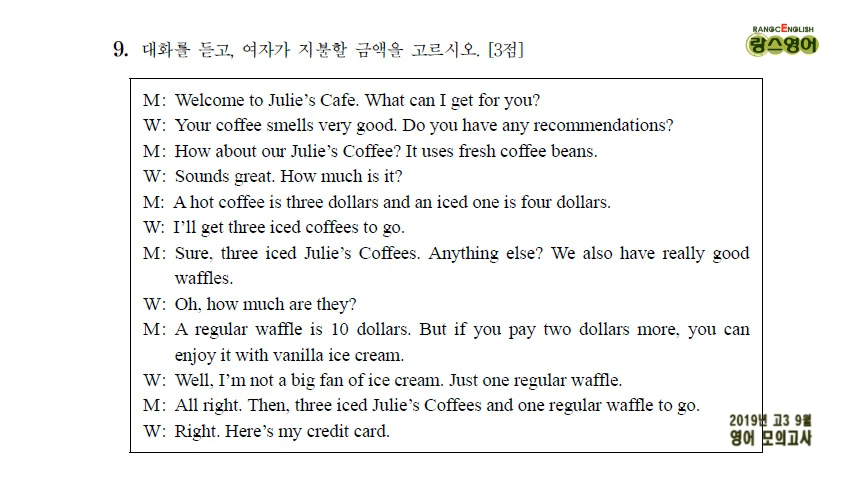 RANGCENGLISH
랑스영어
9. 대화를 듣고, 여자가 지불할 금액을 고르시오. [3점]
M: Welcome to Julie's Cafe. What can I get for you?
W: Your coffee smells very good. Do you have any recommendations?
M: How about our Julie's Coffee? It uses fresh coffee beans.
W: Sounds great. How much is it?
M: A hot coffee is three dollars and an iced one is four dollars.
W: I'll get three iced coffees to go.
M: Sure, three iced Julie's Coffees. Anything else? We also have really good
waffles.
W: Oh, how much are they?
M: A regular waffle is 10 dollars. But if you pay two dollars more, you can
enjoy it with vanilla ice cream.
W: Well, I'm not a big fan of ice cream. Just one regular waffle.
M: All right. Then, three iced Julie's Coffees and one regular waffle to go.
W: Right. Here's my credit card.
2019년 고3 9월
영어 모의고사